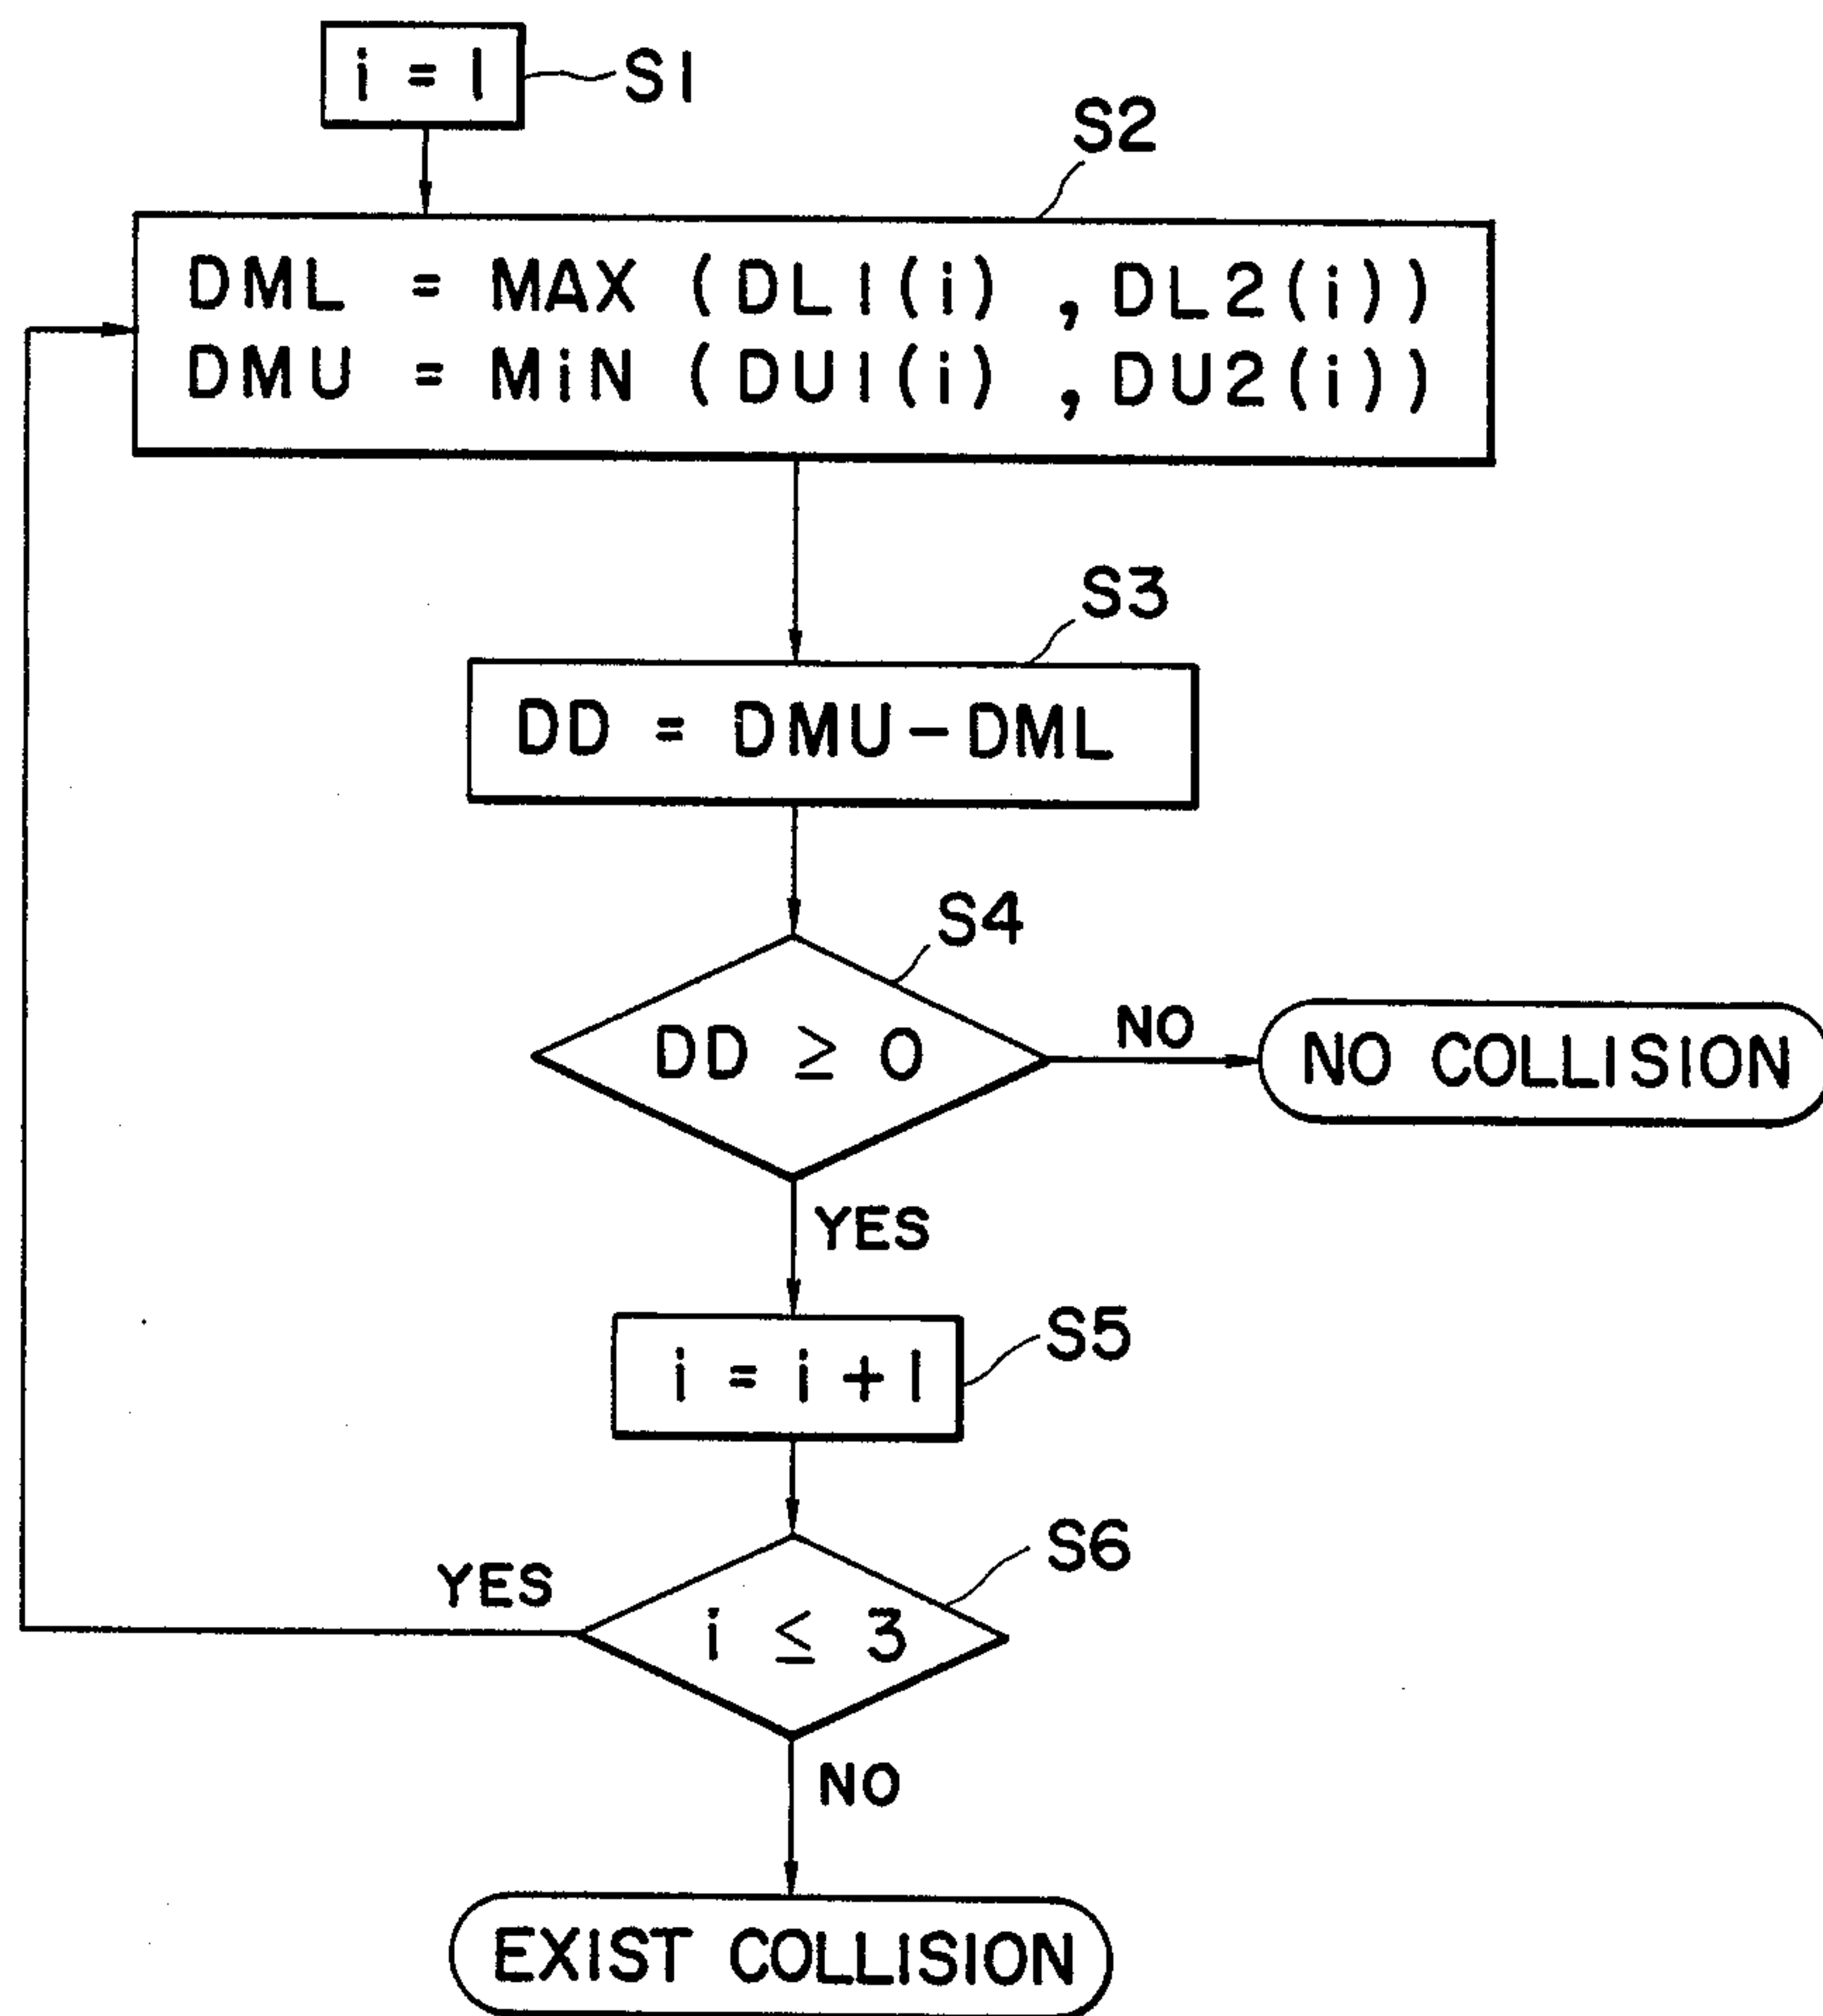 i = 1
S1
S2
DML = MAX (DL1(i) ,DL2(i))
DMU = MiN (DU1(i) ,DU2(i))
S3
DD = DMU-DML
S4
DD ≥ 0
NO
NO COLLISION
YES
S5
i = i + 1
S6
YES
i ≤ 3
NO
EXIST COLLISION